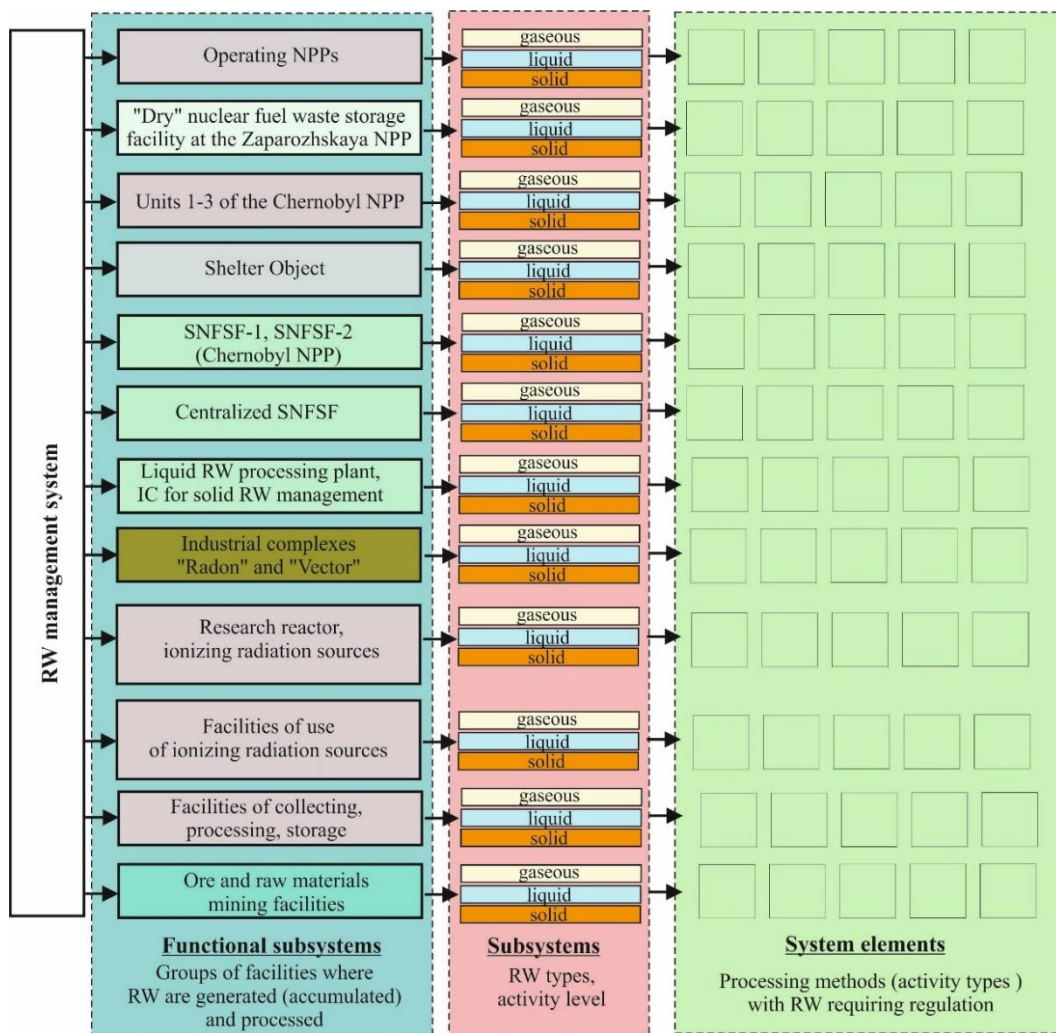 RW management system
Operating NPPs
gaseous
liquid
solid
"Dry" nuclear fuel waste storage
facility at the Zaparozhskaya NPP
gaseous
liquid
solid
Units 1-3 of the Chernobyl NPP
gaseous
liquid
solid
Shelter Object
gaseous
liquid
solid
SNFSF-1, SNFSF-2
(Chernobyl NPP)
gaseous
liquid
solid
Centralized SNFSF
gaseous
liquid
solid
Liquid RW processing plant,
IC for solid RW management
gaseous
liquid
solid
Industrial complexes
"Radon" and "Vector"
gaseous
liquid
solid
Research reactor,
ionizing radiation sources
gaseous
liquid
solid
Facilities of use
of ionizing radiation sources
gaseous
liquid
solid
Facilities of collecting,
processing, storage
gaseous
liquid
solid
Ore and raw materials
mining facilities
gaseous
liquid
solid
Functional subsystems
Groups of facilities where
RW are generated (accumulated)
and processed
Subsystems
RW types,
activity level
System elements
Processing methods (activity types )
with RW requiring regulation